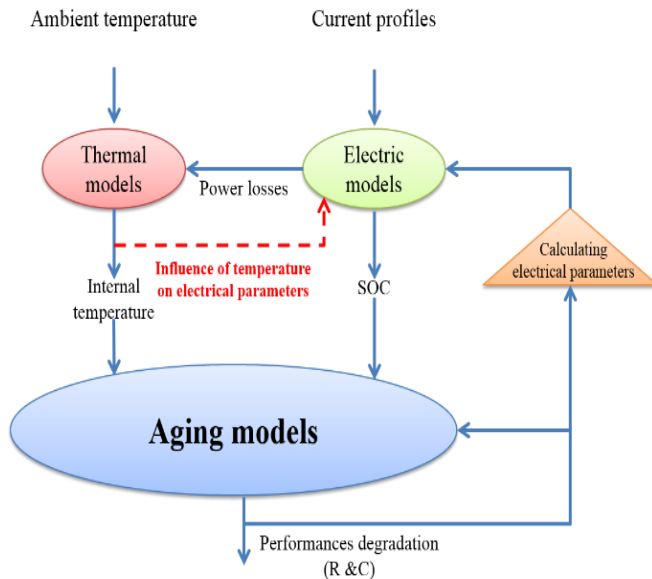 Ambient temperature
Current profiles
Thermal
models
Electric
models
Power losses
Calculating
electrical parameters
Influence of temperature
on electrical parameters
Internal
temperature
SOC
Aging models
Performances degradation
(R &C)